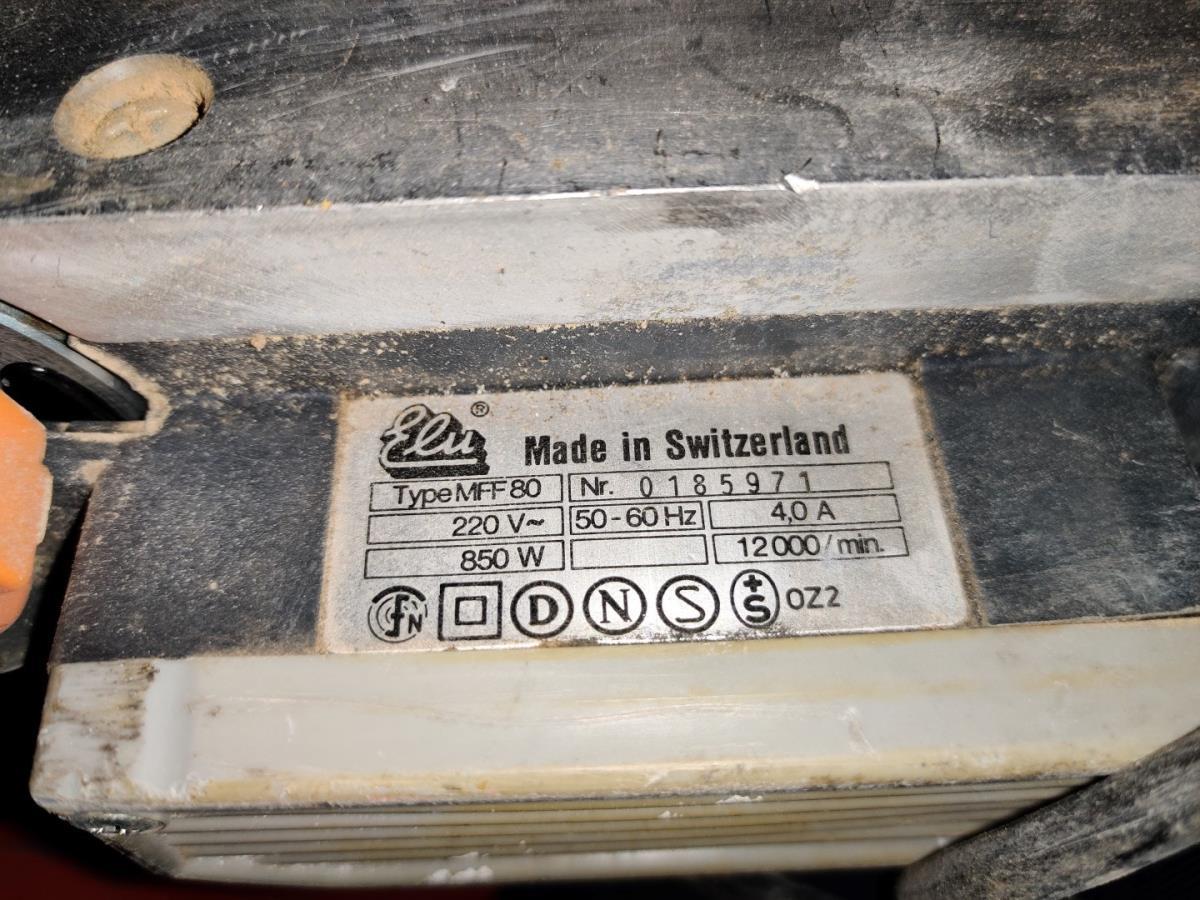 Elu ® Made in Switzerland
Type MFF 80 Nr. 0185971
220 V~ 50-60 Hz 4,0 A
850 W 12000/min.
FN D N S +S OZ2